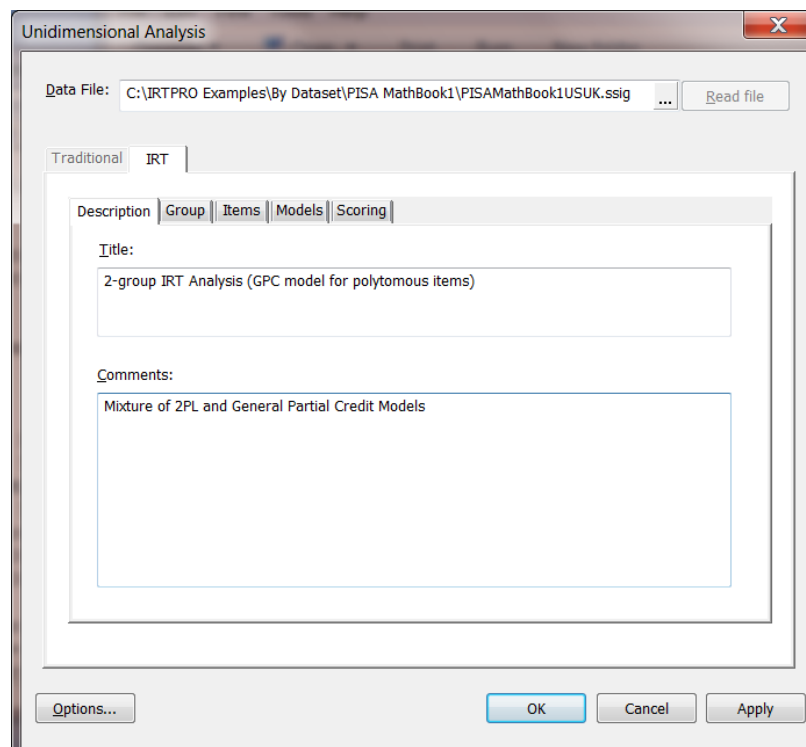 Unidimensional Analysis
Data File: C:\IRTPRO Examples\By Dataset\PISA MathBook1\PISAMathBook1USUK.ssig ... Read file
Traditional IRT
Description Group Items Models Scoring
Title:
2-group IRT Analysis (GPC model for polytomous items)
Comments:
Mixture of 2PL and General Partial Credit Models
Options... OK Cancel Apply